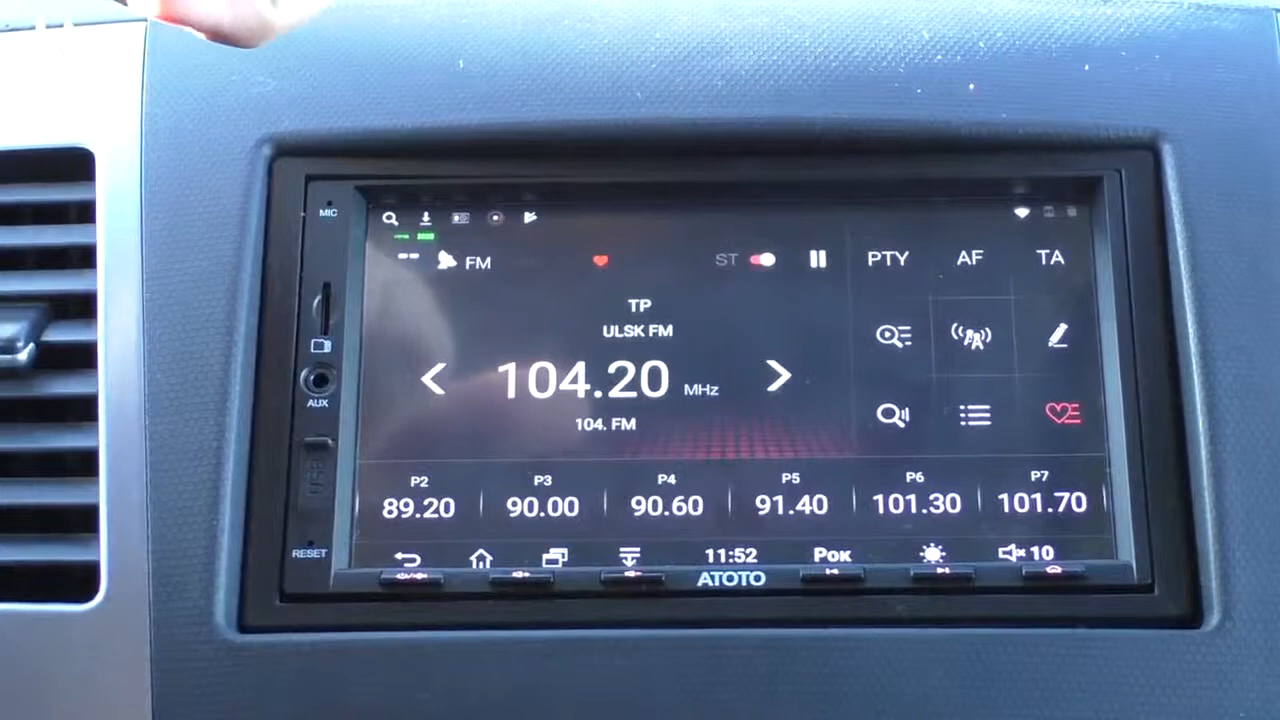 MIC
FM
ST
PTY AF TA
TP
ULSK FM
104.20 MHz
104. FM
AUX
P2 P3 P4 P5 P6 P7
89.20 90.00 90.60 91.40 101.30 101.70
RESET
11:52 Рок 10
ATOTO